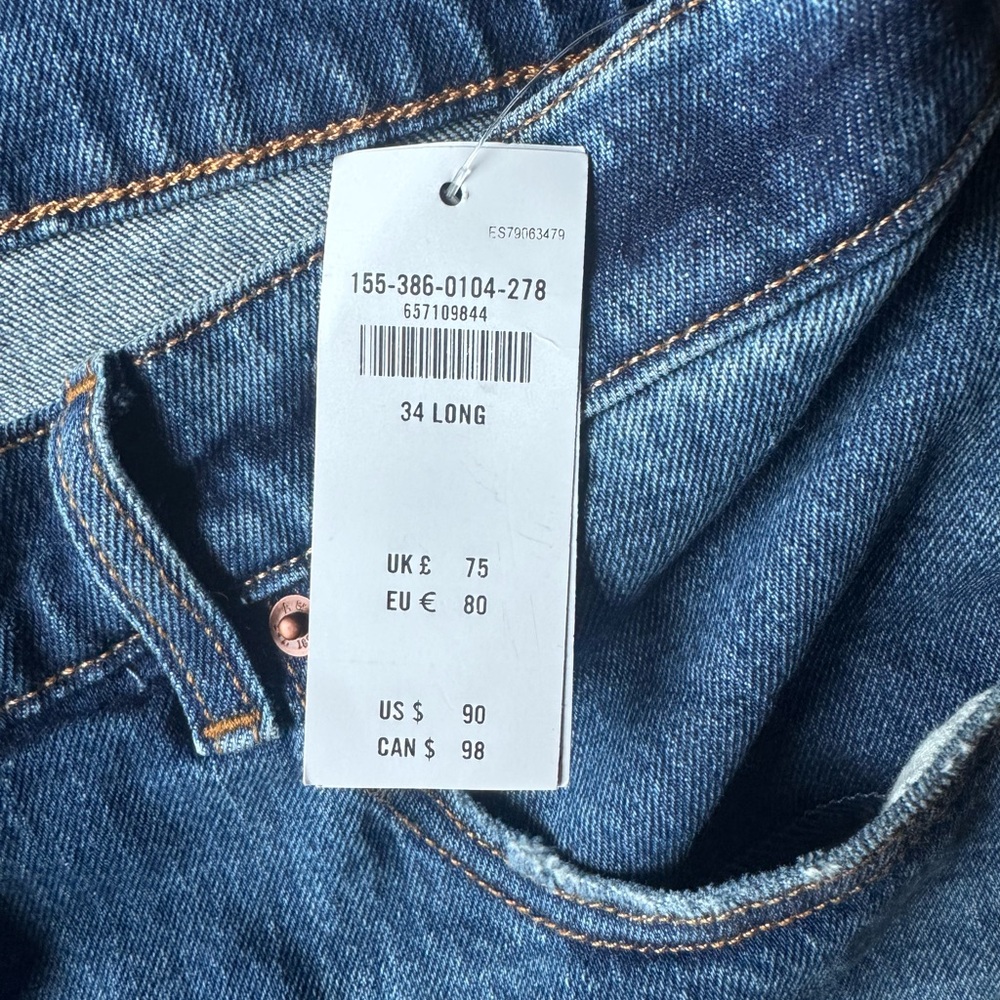 ES79063479
155-386-0104-278
657109844
34 LONG
UK £ 75
EU € 80
US $ 90
CAN $ 98